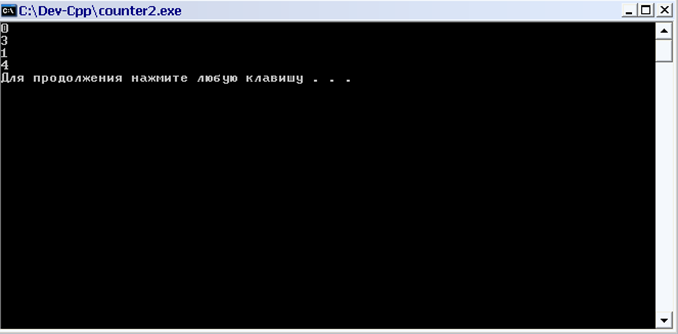 C:\Dev-Cpp\counter2.exe
0
3
1
4
Для продолжения нажмите любую клавишу . . .